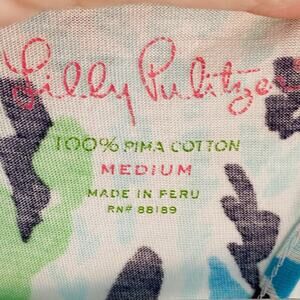 Lilly Pulitzer
100% PIMA COTTON
MEDIUM
MADE IN PERU
RN# 88189